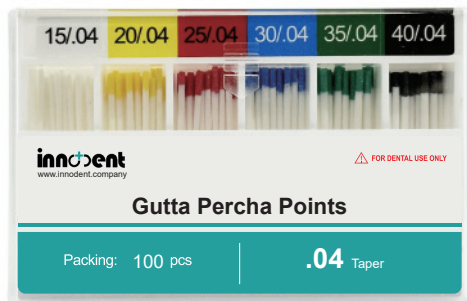 15/.04 20/.04 25/.04 30/.04 35/.04 40/.04
innodent
www.innodent.company
FOR DENTAL USE ONLY
Gutta Percha Points
Packing: 100 pcs
.04 Taper